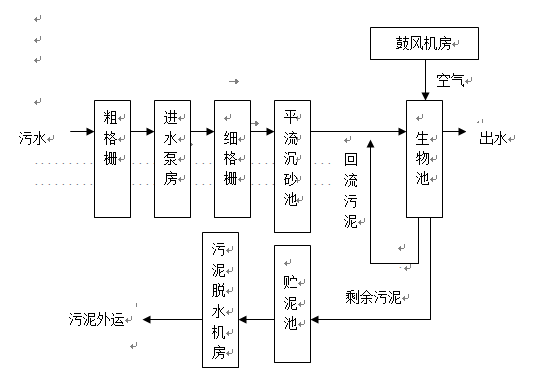 鼓风机房
空气
污水
粗格栅
进水泵房
细格栅
平流沉砂池
回流污泥
生物池
出水
剩余污泥
贮泥池
污泥脱水机房
污泥外运